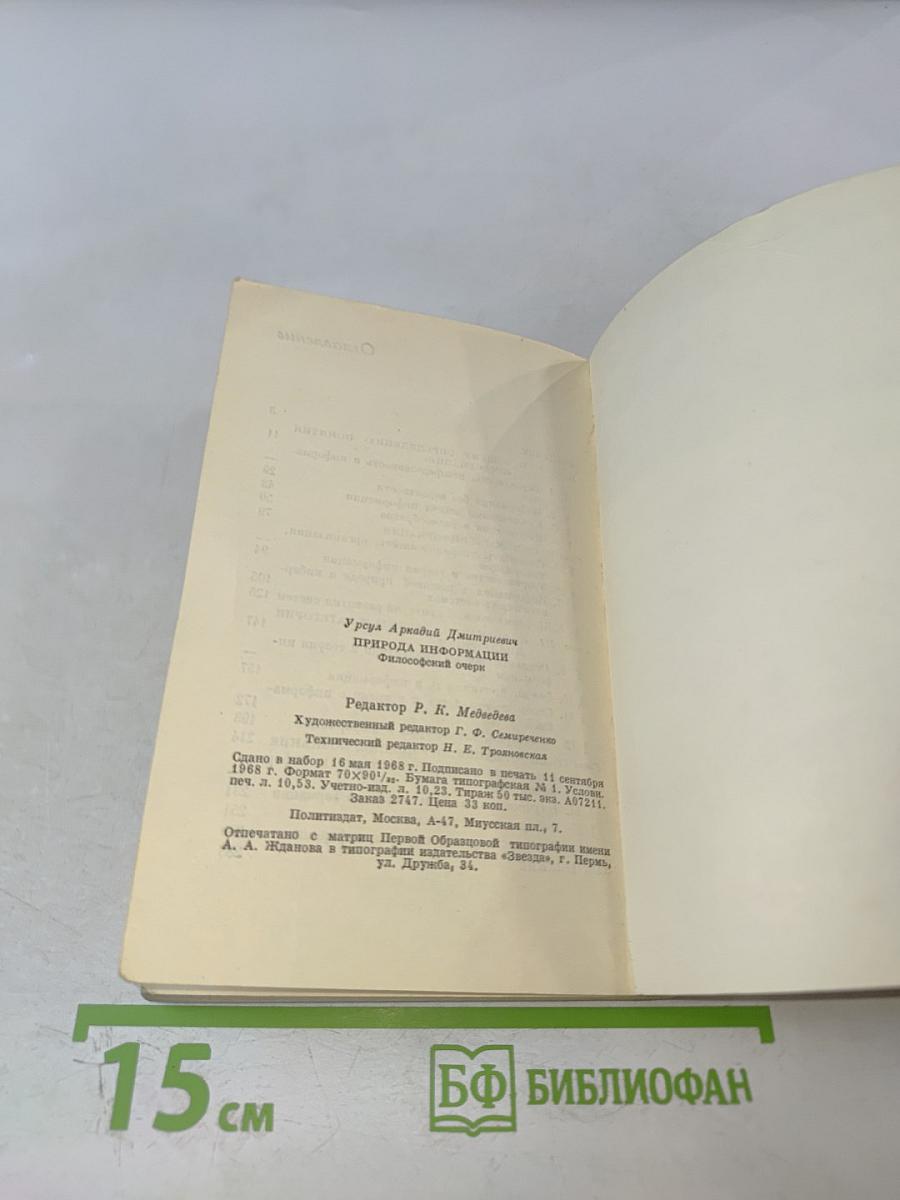 Урсул Аркадий Дмитриевич
ПРИРОДА ИНФОРМАЦИИ
Философский очерк
Редактор Р. К. Медведева
Художественный редактор Г. Ф. Семиреченко
Технический редактор Н. Е. Трояновская
Сдано в набор 16 мая 1968 г. Подписано в печать 11 сентября
1968 г. Формат 70×90¹/₃₂. Бумага типографская № 1. Условн.
печ. л. 10,53. Учетно-изд. л. 10,23. Тираж 50 тыс. экз. А07211.
Заказ 2747. Цена 33 коп.
Политиздат, Москва, А-47, Миусская пл., 7.
Отпечатано с матриц Первой Образцовой типографии имени
А. А. Жданова в типографии издательства «Звезда», г. Пермь,
ул. Дружба, 34.
15 см
БФ БИБЛИОФАН